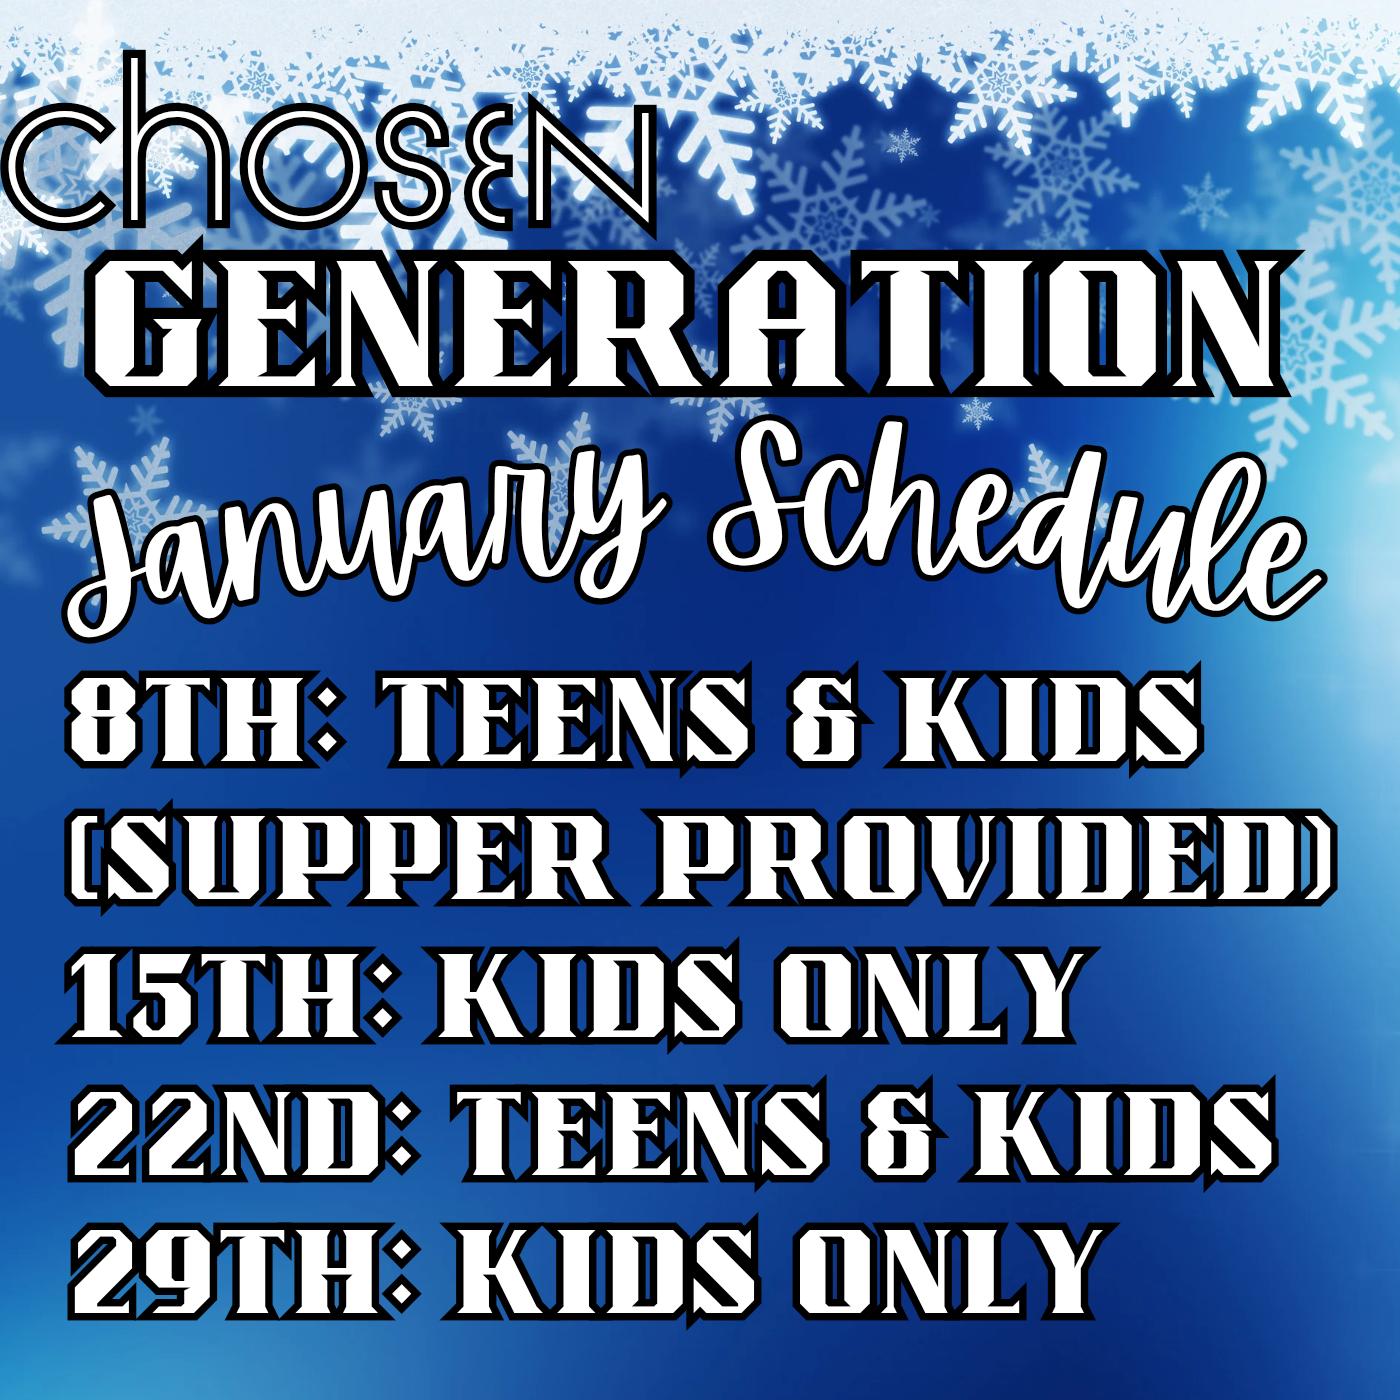 chosEN
GENERATION
January Schedule
8TH: TEENS & KIDS
(SUPPER PROVIDED)
15TH: KIDS ONLY
22ND: TEENS & KIDS
29TH: KIDS ONLY